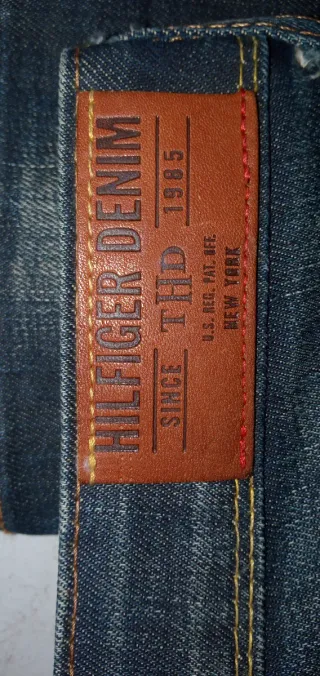 HILFIGER DENIM
SINCE THD 1985
U.S. REG. PAT. OFF.
NEW YORK